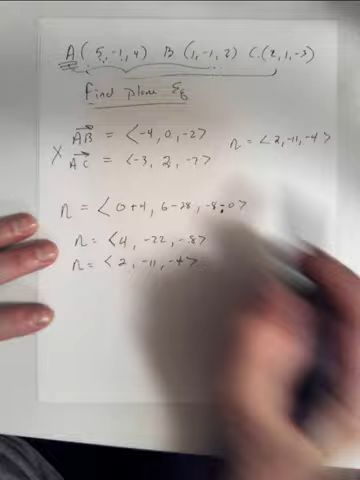 A (5, -1, 4) B (1, -1, 2) C. (2, 1, -3)
Find plane Eq
AB = <-4, 0, -2>
n = <2, -11, -4>
X AC = <-3, 2, -7>
n = <0+4, 6-28, -8-0>
n = <4, -22, -8>
n = <2, -11, -4>